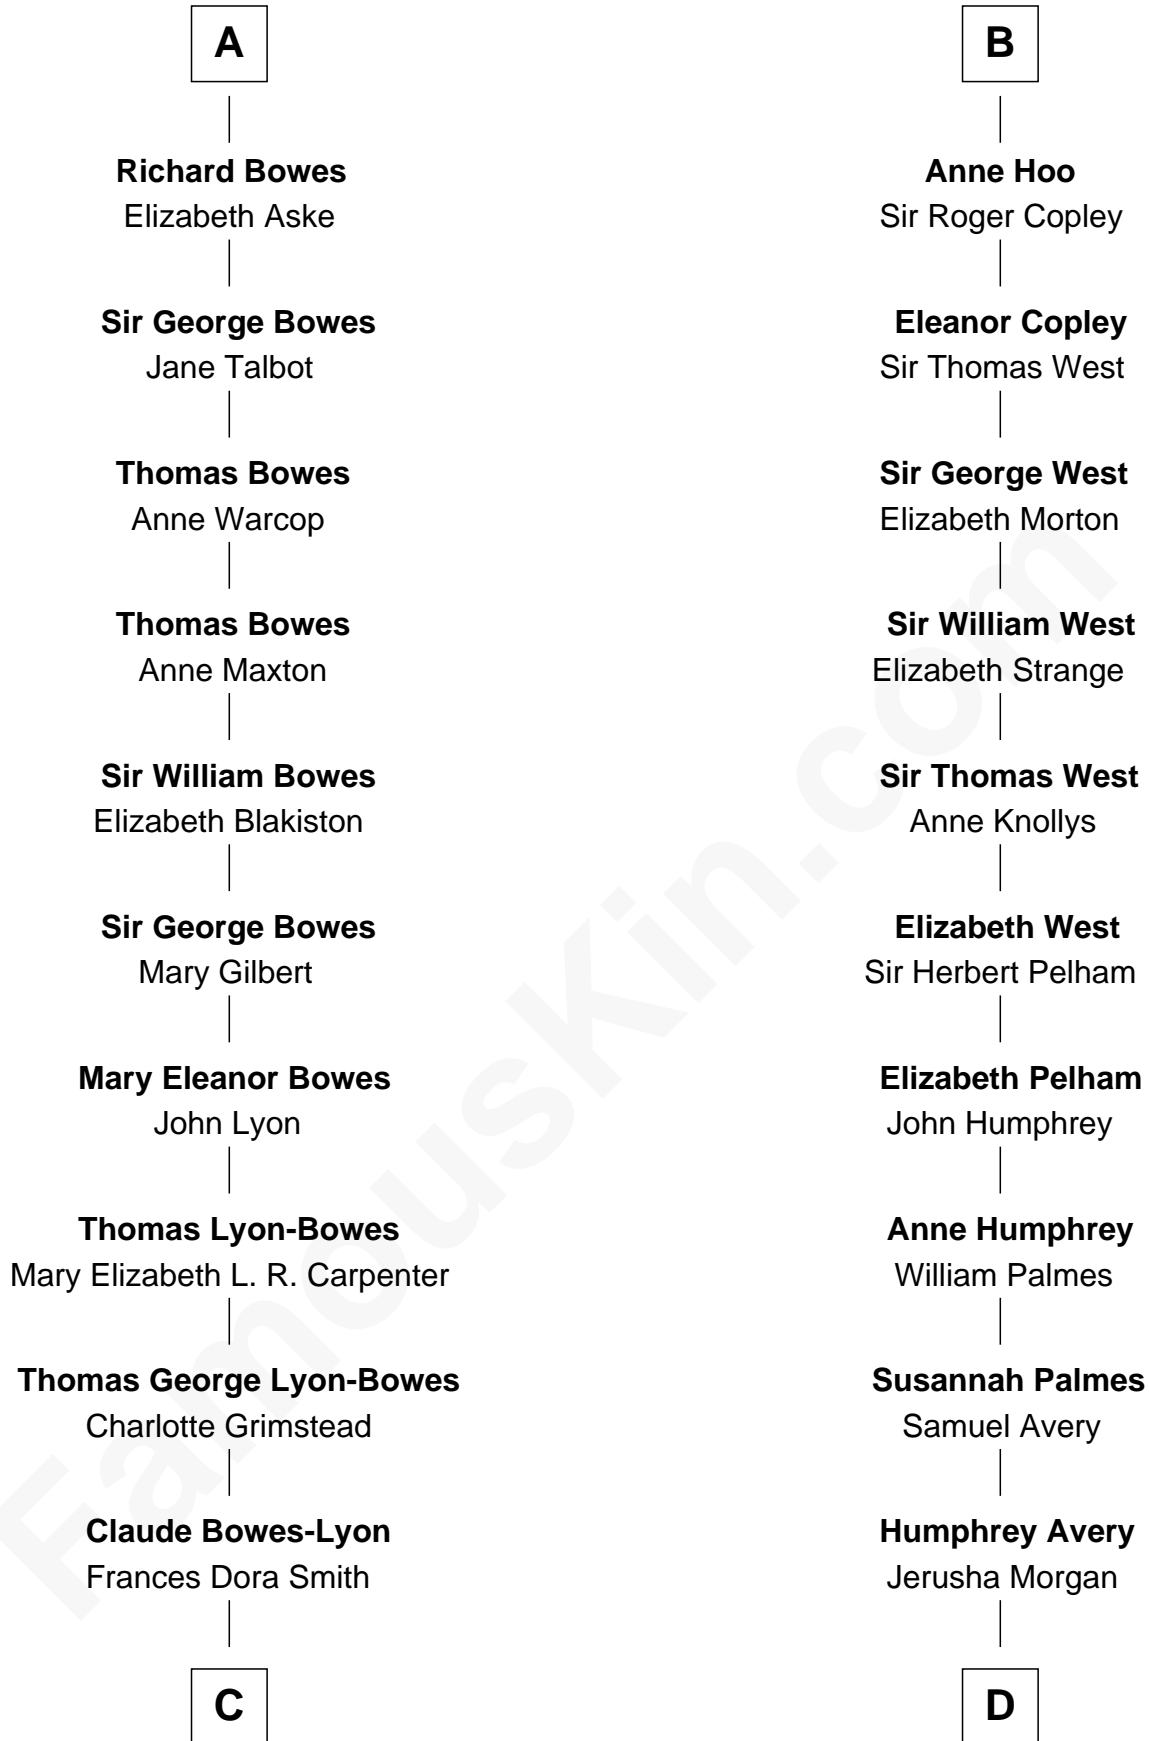 A
Richard Bowes
Elizabeth Aske
Sir George Bowes
Jane Talbot
Thomas Bowes
Anne Warcop
Thomas Bowes
Anne Maxton
Sir William Bowes
Elizabeth Blakiston
Sir George Bowes
Mary Gilbert
Mary Eleanor Bowes
John Lyon
Thomas Lyon-Bowes
Mary Elizabeth L. R. Carpenter
Thomas George Lyon-Bowes
Charlotte Grimstead
Claude Bowes-Lyon
Frances Dora Smith
C
B
Anne Hoo
Sir Roger Copley
Eleanor Copley
Sir Thomas West
Sir George West
Elizabeth Morton
Sir William West
Elizabeth Strange
Sir Thomas West
Anne Knollys
Elizabeth West
Sir Herbert Pelham
Elizabeth Pelham
John Humphrey
Anne Humphrey
William Palmes
Susannah Palmes
Samuel Avery
Humphrey Avery
Jerusha Morgan
D
FamousKin.com